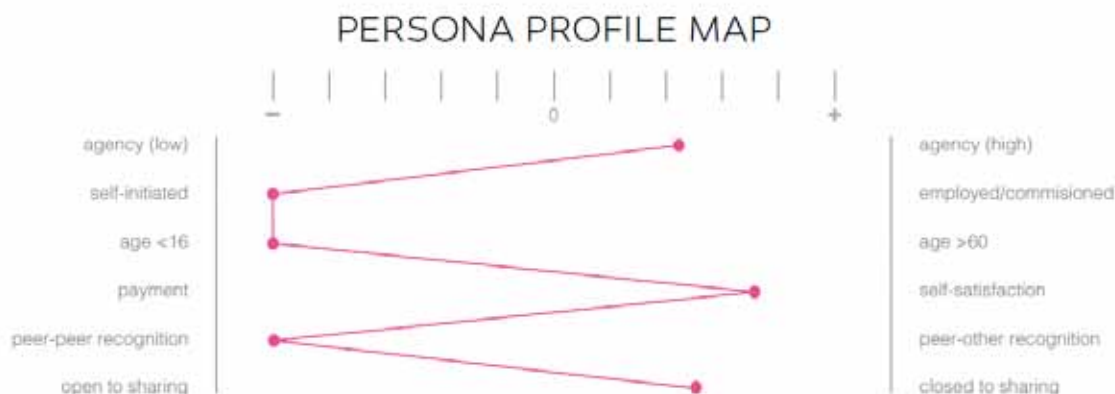 PERSONA PROFILE MAP
− 0 +
agency (low) agency (high)
self-initiated employed/commisioned
age <16 age >60
payment self-satisfaction
peer-peer recognition peer-other recognition
open to sharing closed to sharing